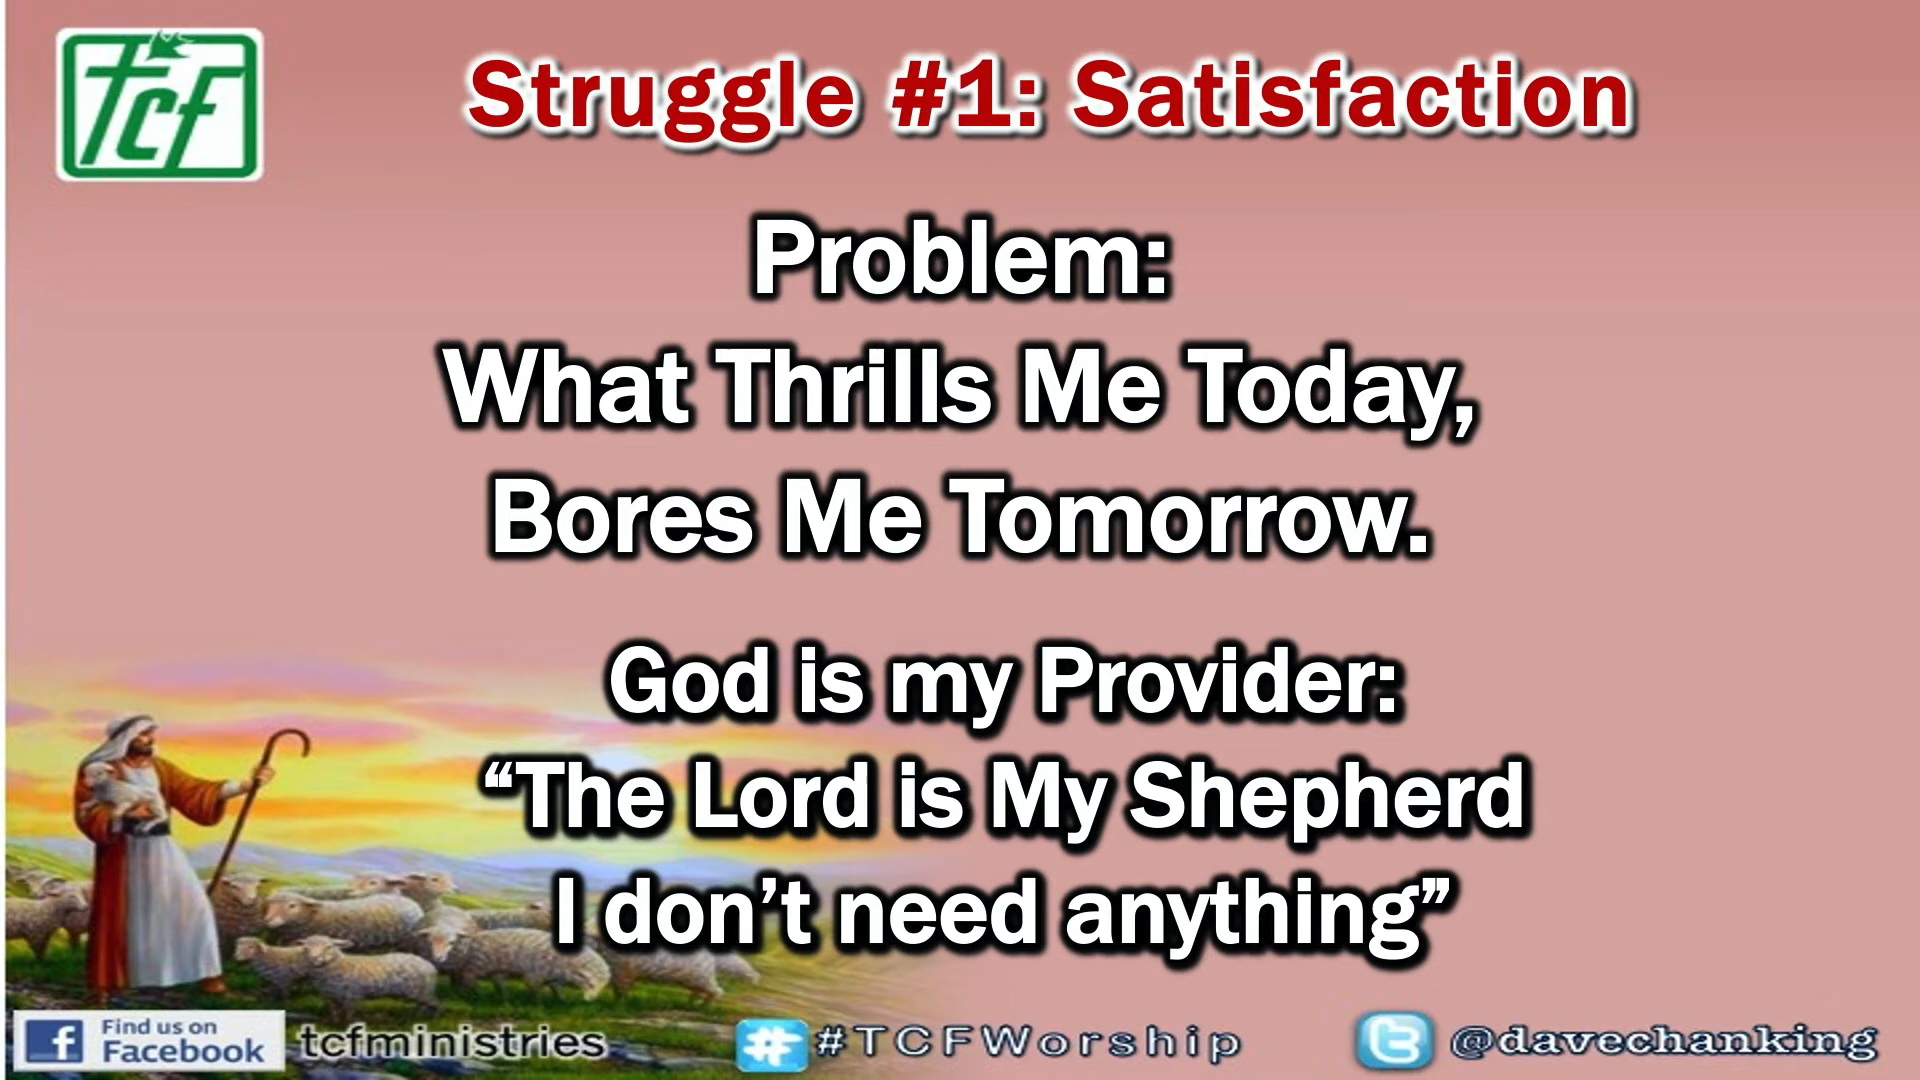 tcf
Struggle #1: Satisfaction
Problem:
What Thrills Me Today,
Bores Me Tomorrow.
God is my Provider:
“The Lord is My Shepherd
I don’t need anything”
Find us on
Facebook
tcfministries
#TCFWorship
@davechanking